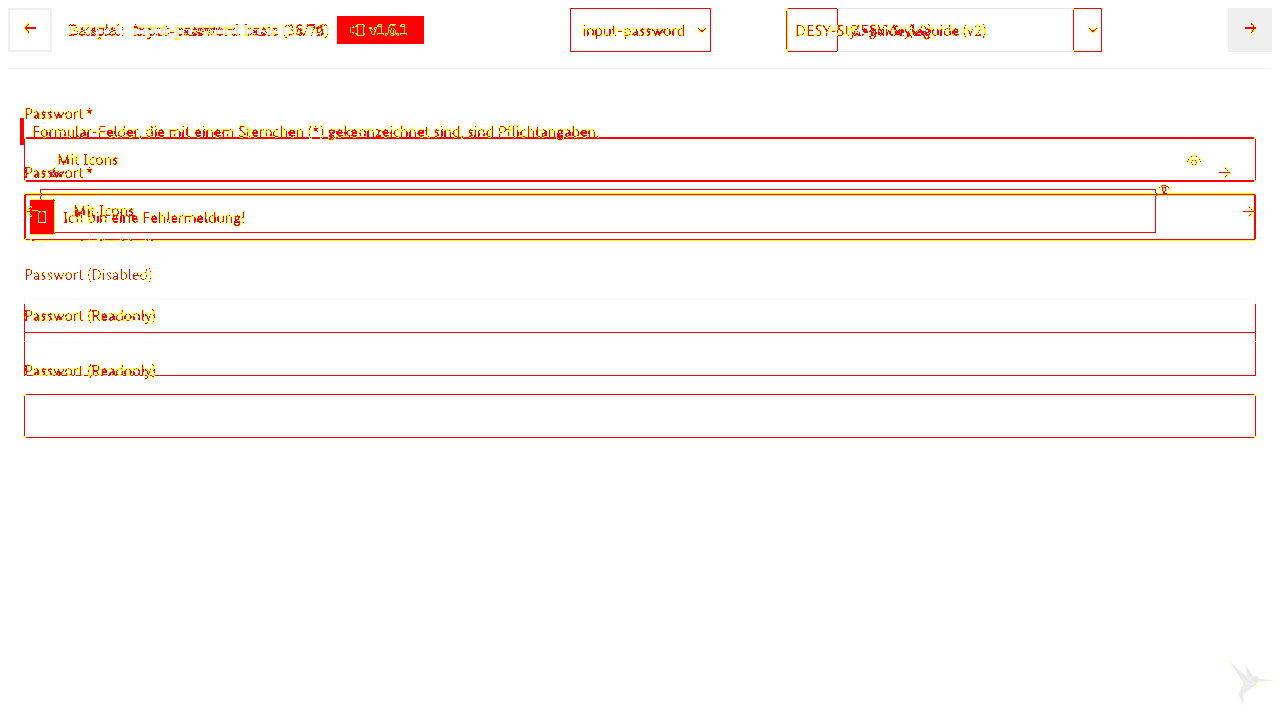 Beispiel: input-password basic (38/70) v1.6.1 input-password DESY-Styleguide (v2)
Passwort *
Formular-Felder, die mit einem Sternchen (*) gekennzeichnet sind, sind Pflichtangaben.
Mit Icons
Passwort *
Mit Icons
Ich bin eine Fehlermeldung!
Passwort (Disabled)
Passwort (Readonly)
Passwort (Readonly)